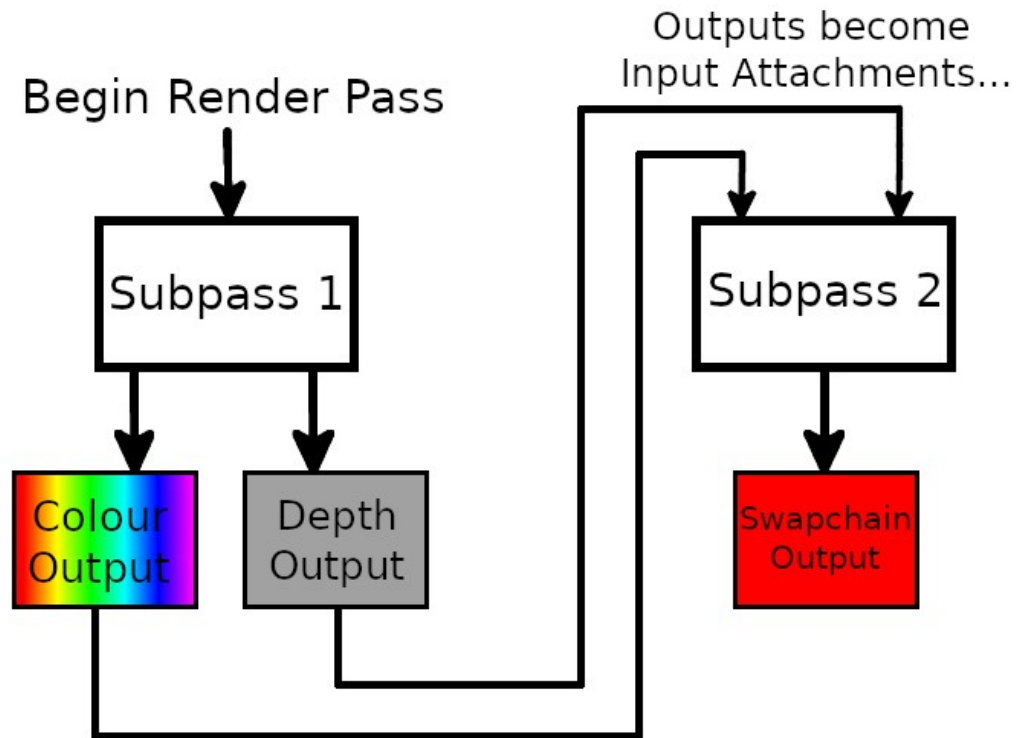 Outputs become
Input Attachments...
Begin Render Pass
Subpass 1
Subpass 2
Colour
Output
Depth
Output
Swapchain
Output